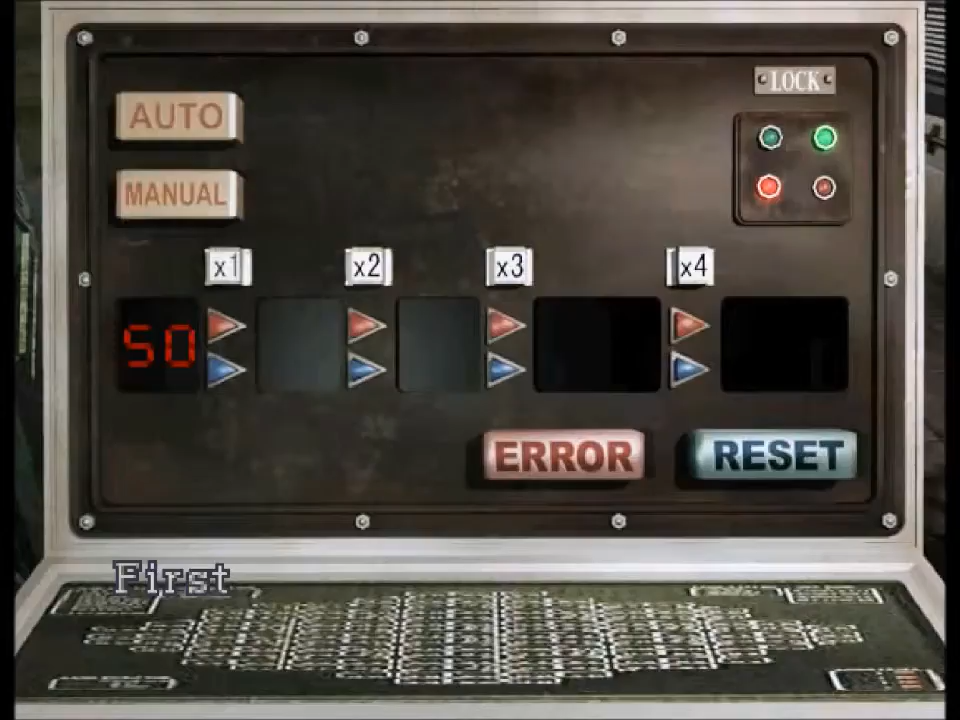 LOCK
AUTO
MANUAL
x1 x2 x3 x4
50
ERROR RESET
First